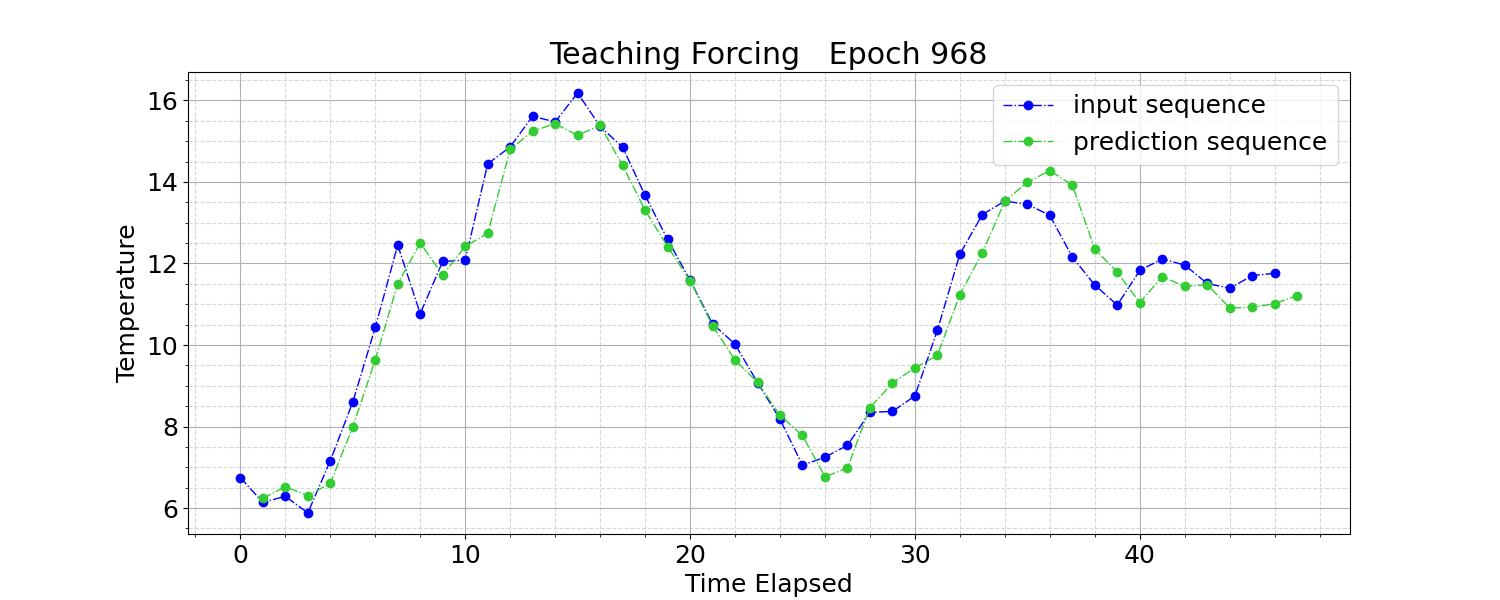 Teaching Forcing   Epoch 968
input sequence
prediction sequence
Temperature
16
14
12
10
8
6
0 10 20 30 40
Time Elapsed